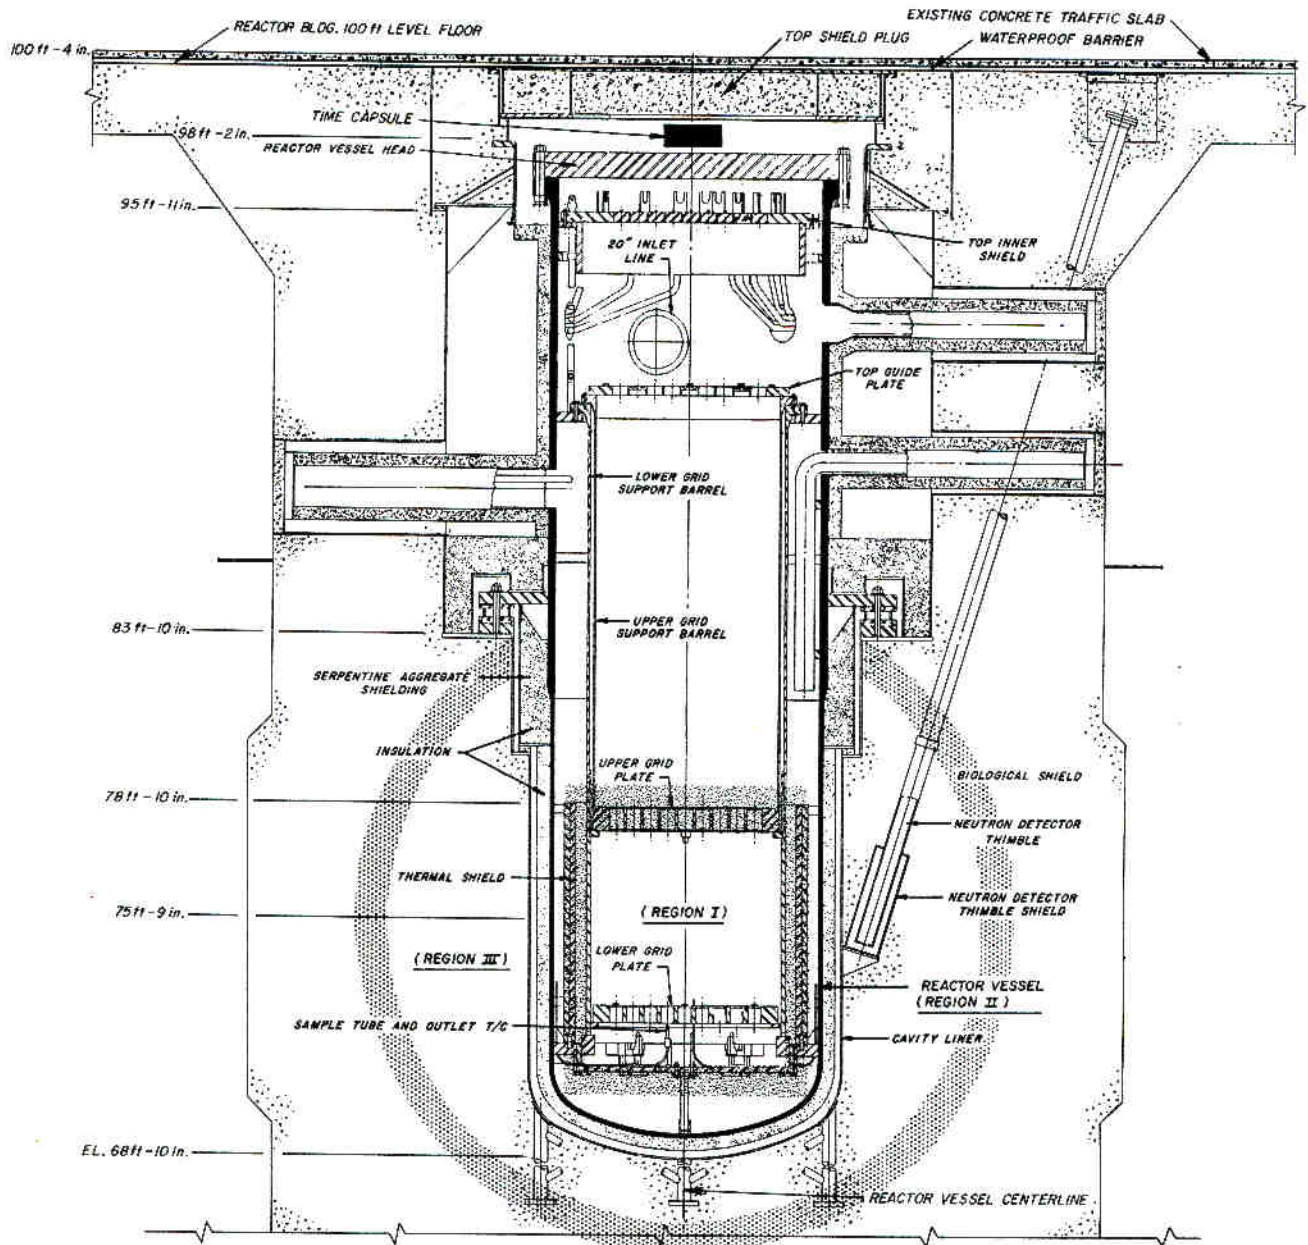 REACTOR BLDG. 100 ft LEVEL FLOOR
EXISTING CONCRETE TRAFFIC SLAB
WATERPROOF BARRIER
100 ft - 4 in.
TOP SHIELD PLUG
TIME CAPSULE
98 ft - 2 in.
REACTOR VESSEL HEAD
95 ft - 11 in.
20" INLET
LINE
TOP INNER
SHIELD
TOP GUIDE
PLATE
LOWER GRID
SUPPORT BARREL
83 ft - 10 in.
UPPER GRID
SUPPORT BARREL
SERPENTINE AGGREGATE
SHIELDING
INSULATION
UPPER GRID
PLATE
BIOLOGICAL SHIELD
78 ft - 10 in.
NEUTRON DETECTOR
THIMBLE
THERMAL SHIELD
NEUTRON DETECTOR
THIMBLE SHIELD
75 ft - 9 in.
(REGION I)
(REGION III)
LOWER GRID
PLATE
REACTOR VESSEL
(REGION II)
SAMPLE TUBE AND OUTLET T/C
CAVITY LINER
EL. 68 ft - 10 in.
REACTOR VESSEL CENTERLINE